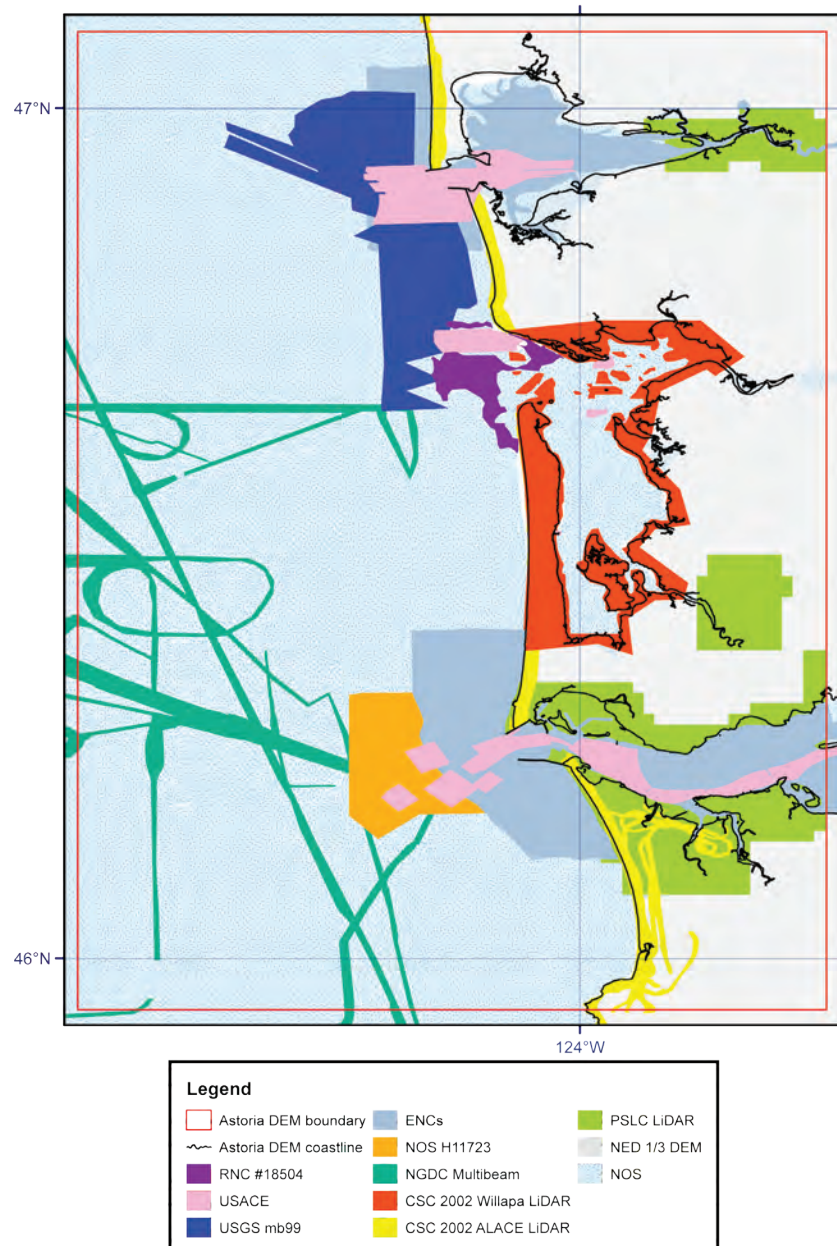 47°N
46°N
124°W
Legend
Astoria DEM boundary
Astoria DEM coastline
RNC #18504
USACE
USGS mb99
ENCs
NOS H11723
NGDC Multibeam
CSC 2002 Willapa LiDAR
CSC 2002 ALACE LiDAR
PSLC LiDAR
NED 1/3 DEM
NOS